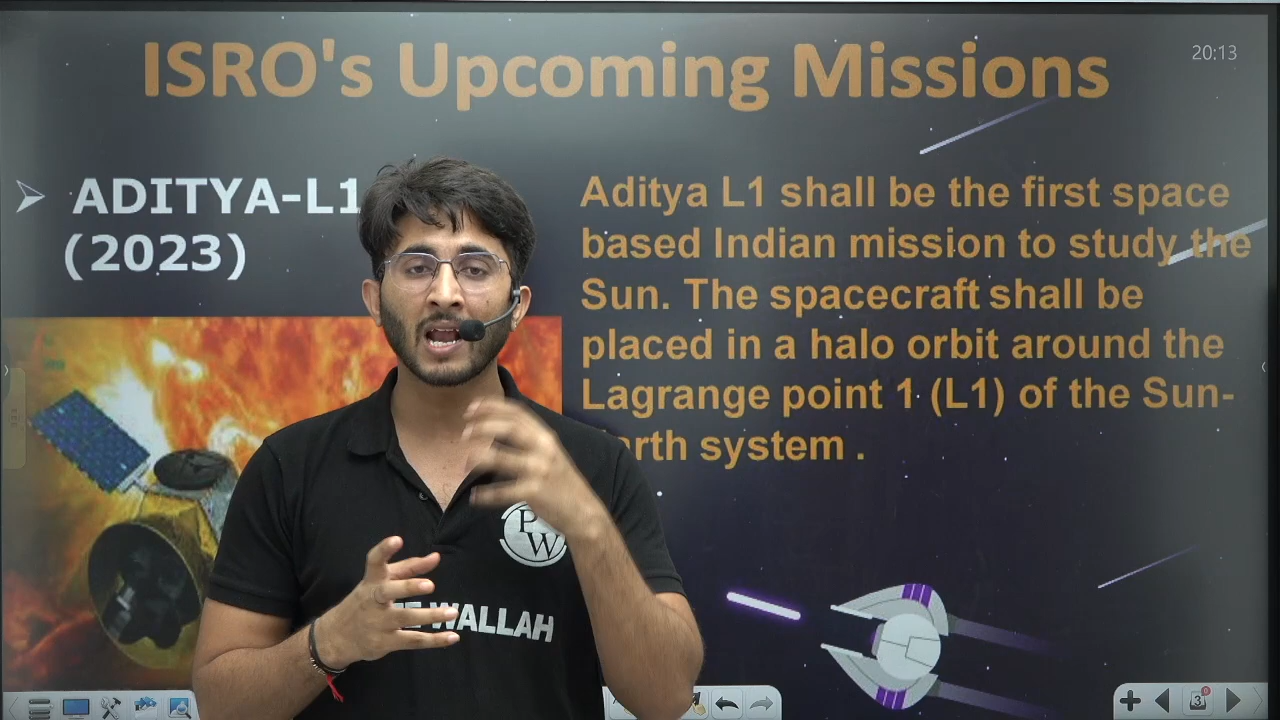 ISRO's Upcoming Missions
20:13
ADITYA-L1
(2023)
Aditya L1 shall be the first space
based Indian mission to study the
Sun. The spacecraft shall be
placed in a halo orbit around the
Lagrange point 1 (L1) of the Sun-
system .
PW
WALLAH
3